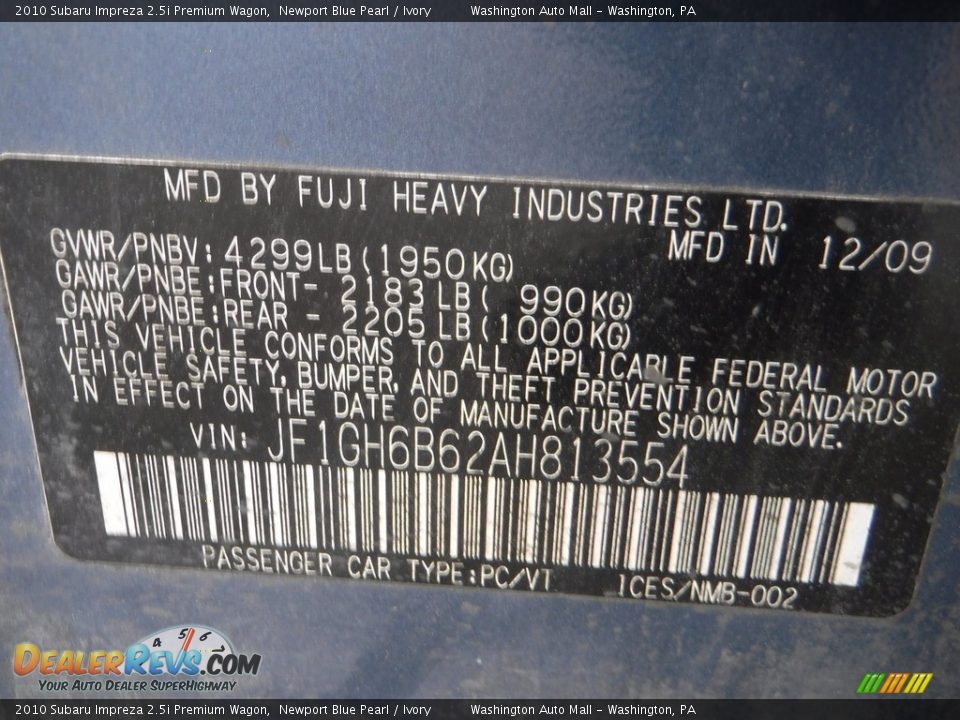 2010 Subaru Impreza 2.5i Premium Wagon, Newport Blue Pearl / Ivory Washington Auto Mall - Washington, PA
MFD BY FUJI HEAVY INDUSTRIES LTD.
MFD IN 12/09
GVWR/PNBV: 4299LB (1950KG)
GAWR/PNBE:FRONT- 2183LB( 990KG)
GAWR/PNBE:REAR - 2205LB(1000KG)
THIS VEHICLE CONFORMS TO ALL APPLICABLE FEDERAL MOTOR
VEHICLE SAFETY, BUMPER, AND THEFT PREVENTION STANDARDS
IN EFFECT ON THE DATE OF MANUFACTURE SHOWN ABOVE.
VIN: JF1GH6B62AH813554
PASSENGER CAR TYPE:PC/VT ICES/NMB-002
4 5 6
DEALERREVS.COM
YOUR AUTO DEALER SUPERHIGHWAY
2010 Subaru Impreza 2.5i Premium Wagon, Newport Blue Pearl / Ivory Washington Auto Mall - Washington, PA